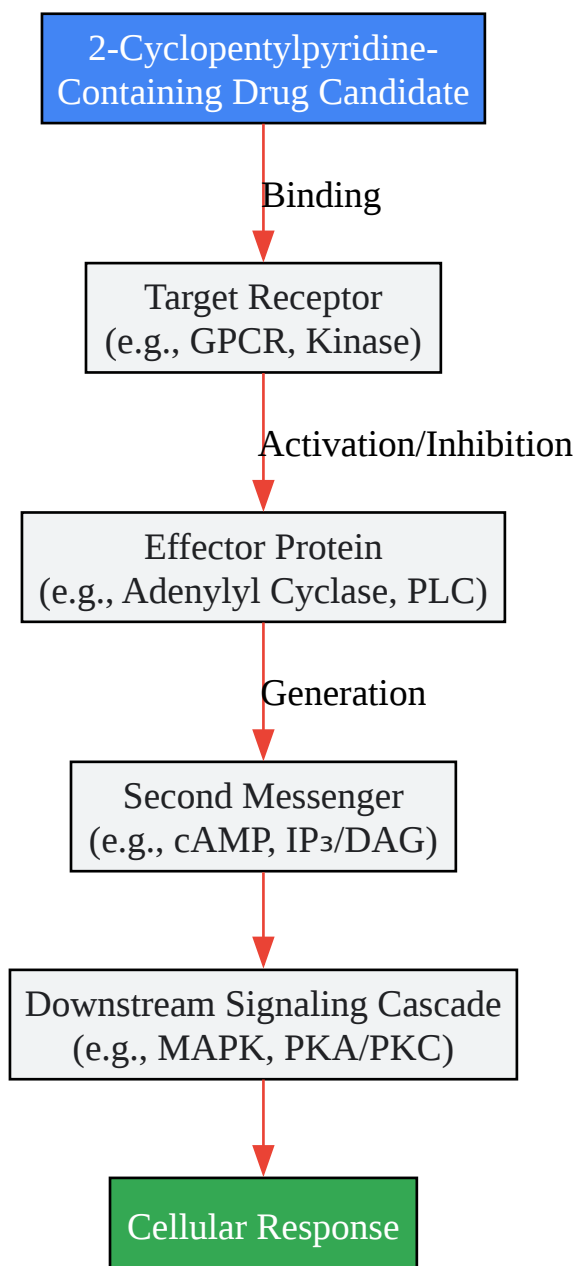 2-Cyclopentylpyridine-
Containing Drug Candidate
Binding
Target Receptor
(e.g., GPCR, Kinase)
Activation/Inhibition
Effector Protein
(e.g., Adenylyl Cyclase, PLC)
Generation
Second Messenger
(e.g., cAMP, IP₃/DAG)
Downstream Signaling Cascade
(e.g., MAPK, PKA/PKC)
Cellular Response